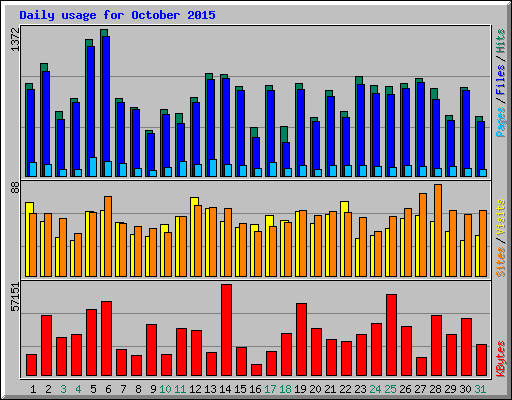 Daily usage for October 2015
1372
Pages / Files / Hits
88
Sites / Visits
57151
KBytes
1 2 3 4 5 6 7 8 9 10 11 12 13 14 15 16 17 18 19 20 21 22 23 24 25 26 27 28 29 30 31